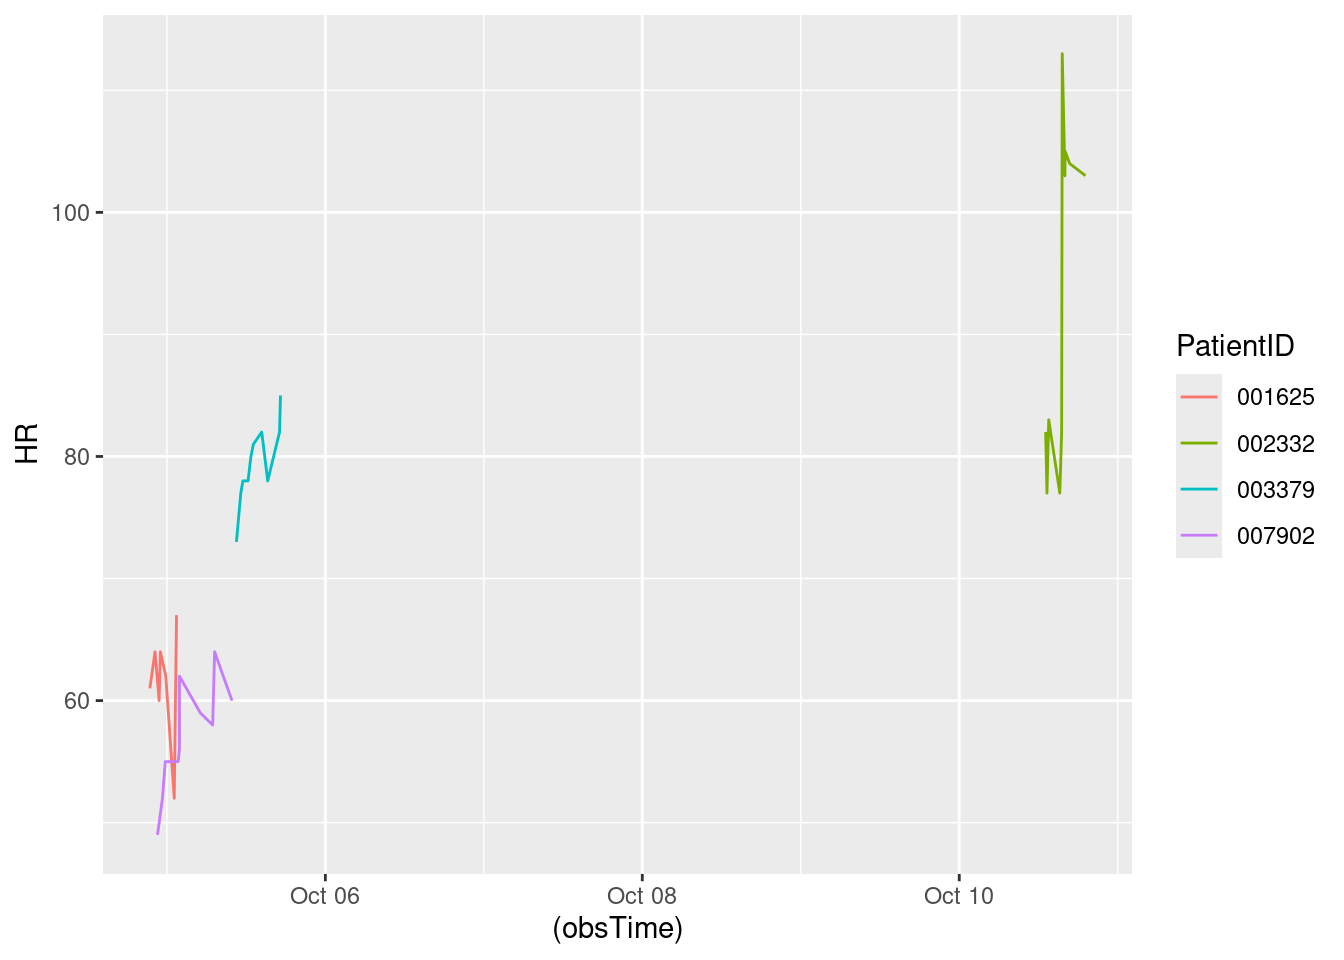 100
80
60
HR
Oct 06
Oct 08
Oct 10
(obsTime)
PatientID
001625
002332
003379
007902